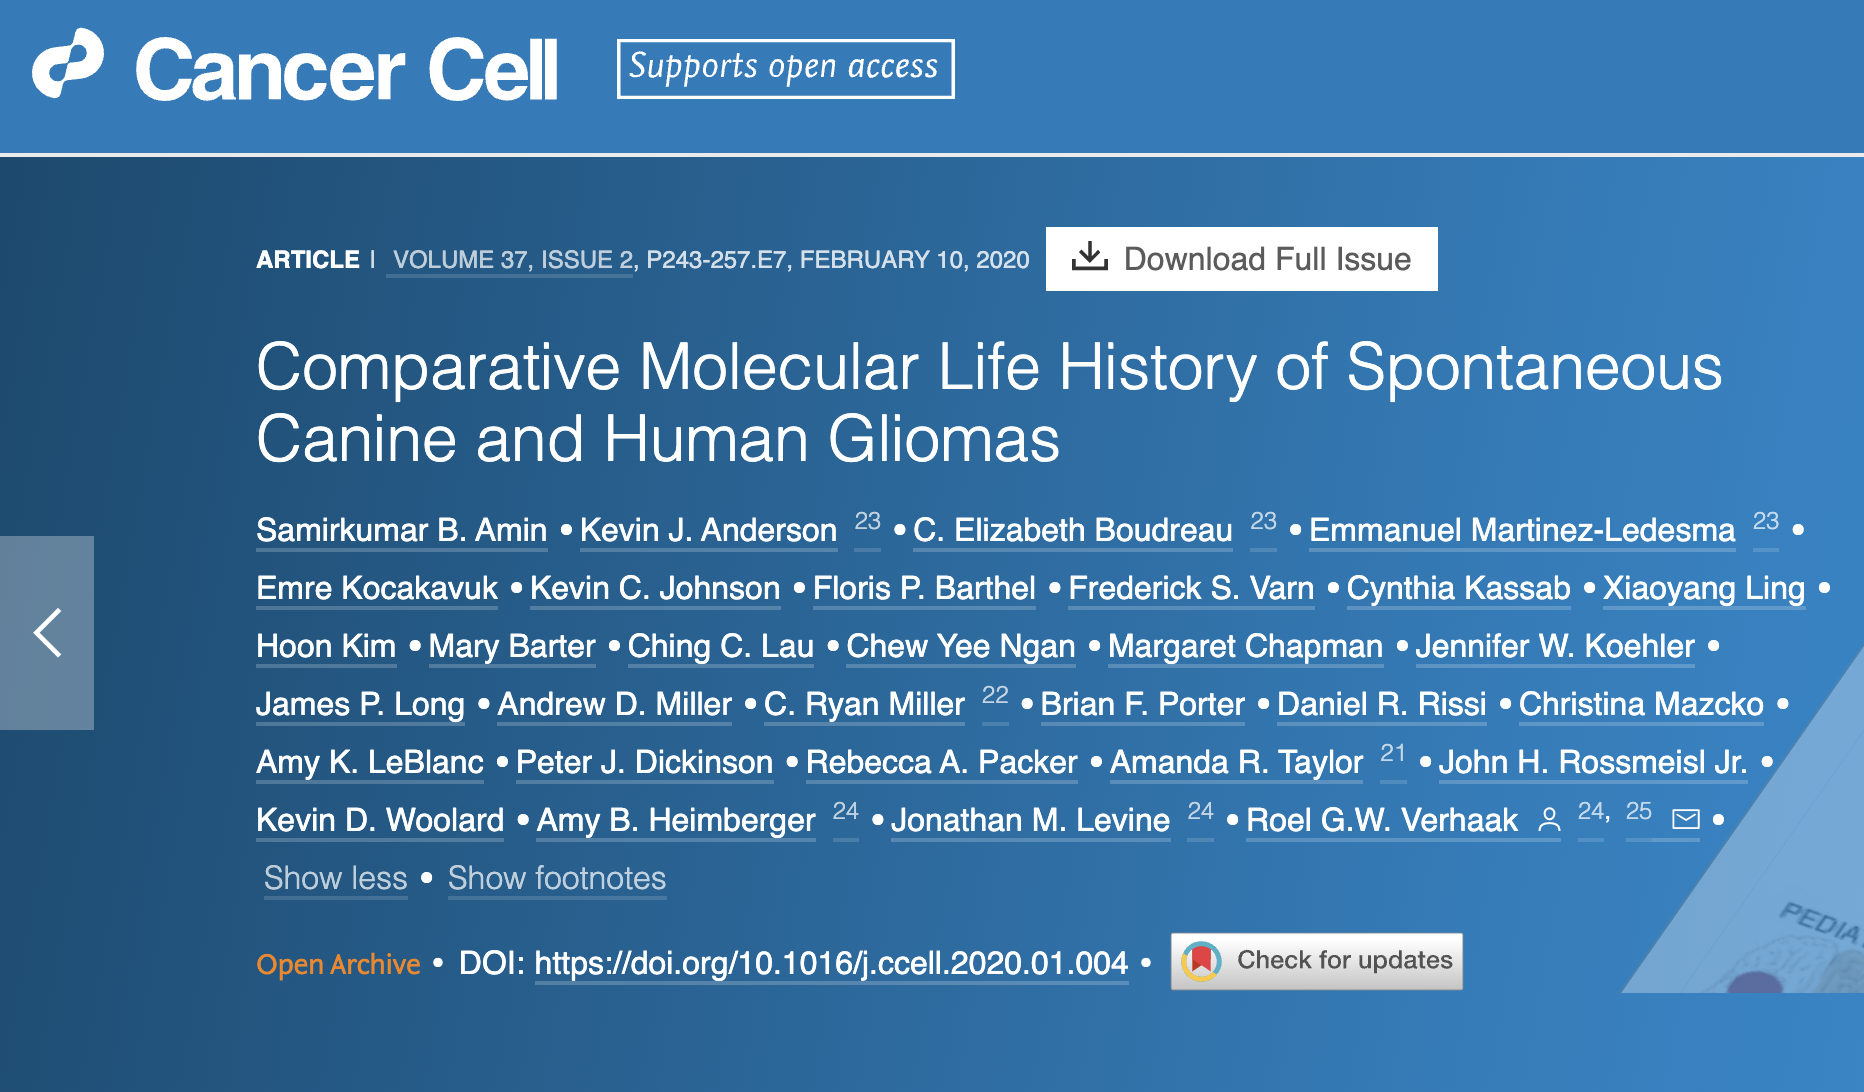 Cancer Cell Supports open access
ARTICLE | VOLUME 37, ISSUE 2, P243-257.E7, FEBRUARY 10, 2020 Download Full Issue
Comparative Molecular Life History of Spontaneous
Canine and Human Gliomas
Samirkumar B. Amin • Kevin J. Anderson 23 • C. Elizabeth Boudreau 23 • Emmanuel Martinez-Ledesma 23 •
Emre Kocakavuk • Kevin C. Johnson • Floris P. Barthel • Frederick S. Varn • Cynthia Kassab • Xiaoyang Ling •
Hoon Kim • Mary Barter • Ching C. Lau • Chew Yee Ngan • Margaret Chapman • Jennifer W. Koehler •
James P. Long • Andrew D. Miller • C. Ryan Miller 22 • Brian F. Porter • Daniel R. Rissi • Christina Mazcko •
Amy K. LeBlanc • Peter J. Dickinson • Rebecca A. Packer • Amanda R. Taylor 21 • John H. Rossmeisl Jr. •
Kevin D. Woolard • Amy B. Heimberger 24 • Jonathan M. Levine 24 • Roel G.W. Verhaak 24, 25 •
Show less • Show footnotes
PEDIA
Open Archive • DOI: https://doi.org/10.1016/j.ccell.2020.01.004 • Check for updates